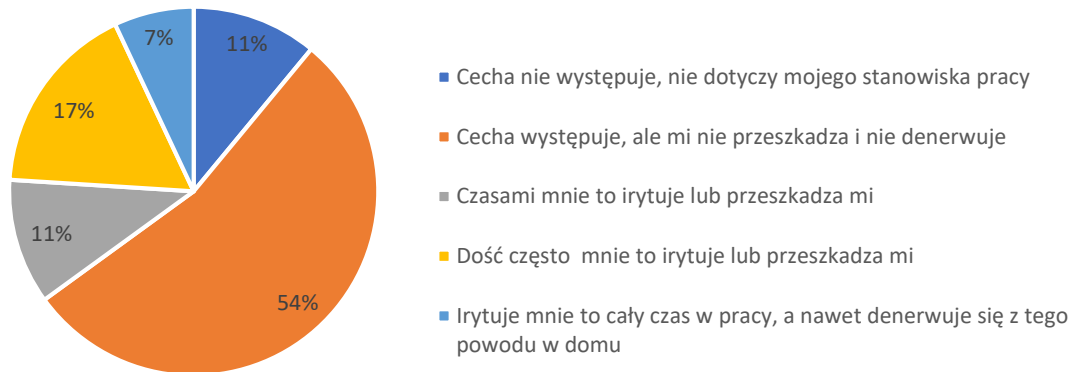 7%
11%
17%
11%
54%
Cecha nie występuje, nie dotyczy mojego stanowiska pracy
Cecha występuje, ale mi nie przeszkadza i nie denerwuje
Czasami mnie to irytuje lub przeszkadza mi
Dość często  mnie to irytuje lub przeszkadza mi
Irytuje mnie to cały czas w pracy, a nawet denerwuje się z tego
powodu w domu